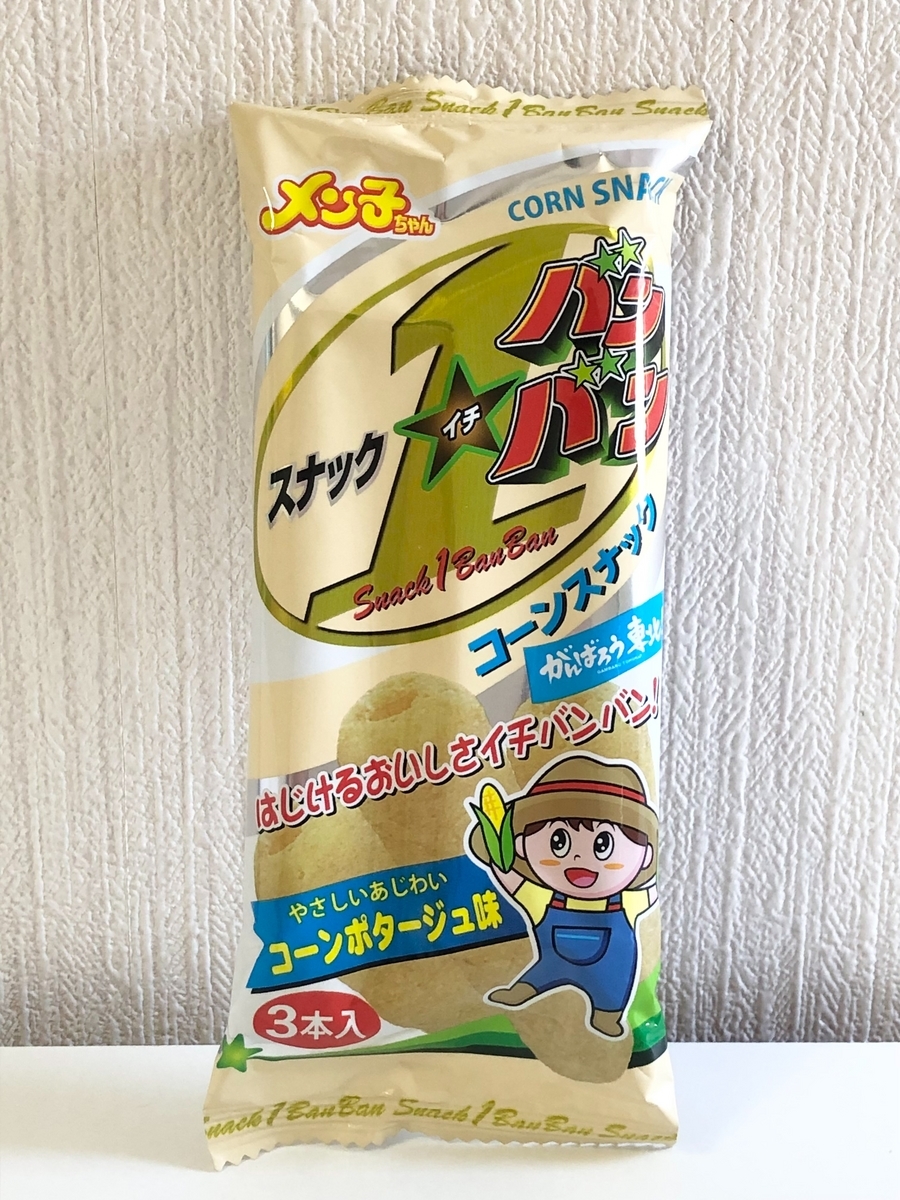 Snack 1 BanBan Snack
メン子ちゃん
CORN SNACK
バン
バン
イチ
スナック
Snack 1 BanBan
コーンスナック
がんばろう東北
はじけるおいしさイチバンバン!
やさしいあじわい
コーンポタージュ味
3本入
Snack 1 BanBan Snack 1 BanBan Snack